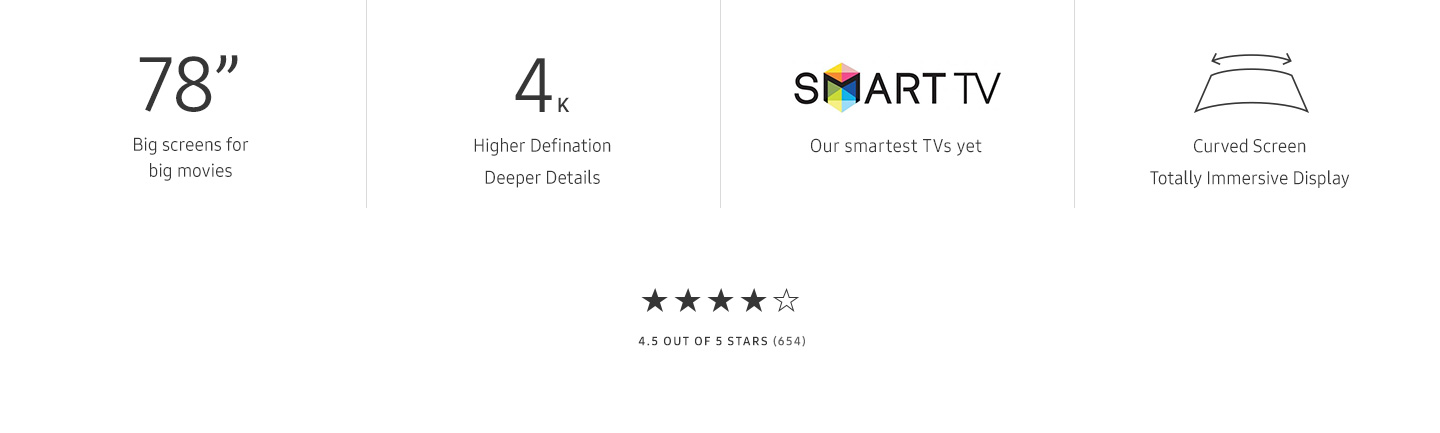 78”
Big screens for
big movies
4K
Higher Defination
Deeper Details
SMART TV
Our smartest TVs yet
Curved Screen
Totally Immersive Display
4.5 OUT OF 5 STARS (654)